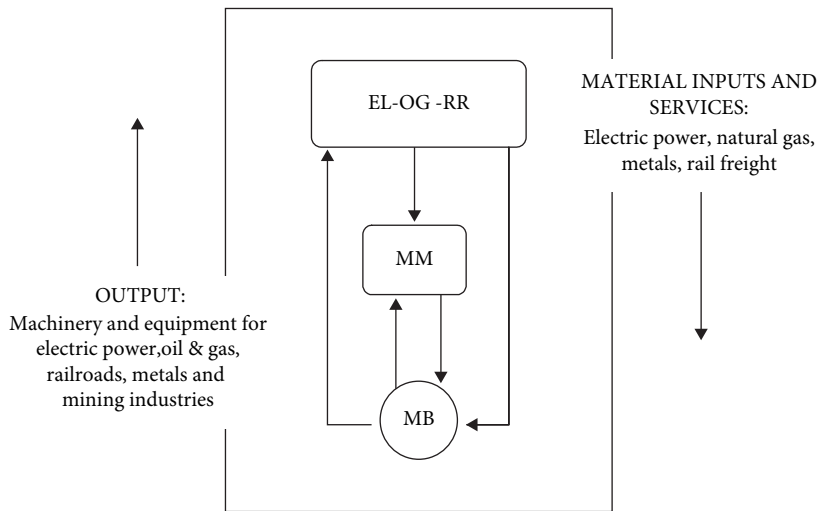 EL-OG -RR
MATERIAL INPUTS AND
SERVICES:
Electric power, natural gas,
metals, rail freight
MM
OUTPUT:
Machinery and equipment for
electric power,oil & gas,
railroads, metals and
mining industries
MB